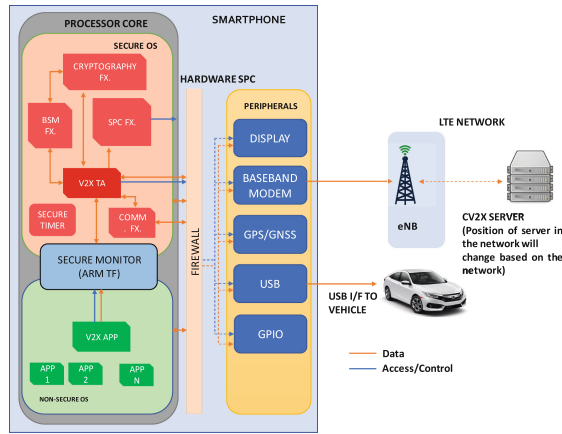 PROCESSOR CORE
SMARTPHONE
SECURE OS
CRYPTOGRAPHY
FX.
BSM
FX.
SPC FX.
V2X TA
SECURE
TIMER
COMM
. FX.
SECURE MONITOR
(ARM TF)
V2X APP
APP
1
APP
2
APP
N
NON-SECURE OS
HARDWARE SPC
FIREWALL
PERIPHERALS
DISPLAY
BASEBAND
MODEM
GPS/GNSS
USB
GPIO
LTE NETWORK
eNB
CV2X SERVER
(Position of server in
the network will
change based on the
network)
USB I/F TO
VEHICLE
Data
Access/Control